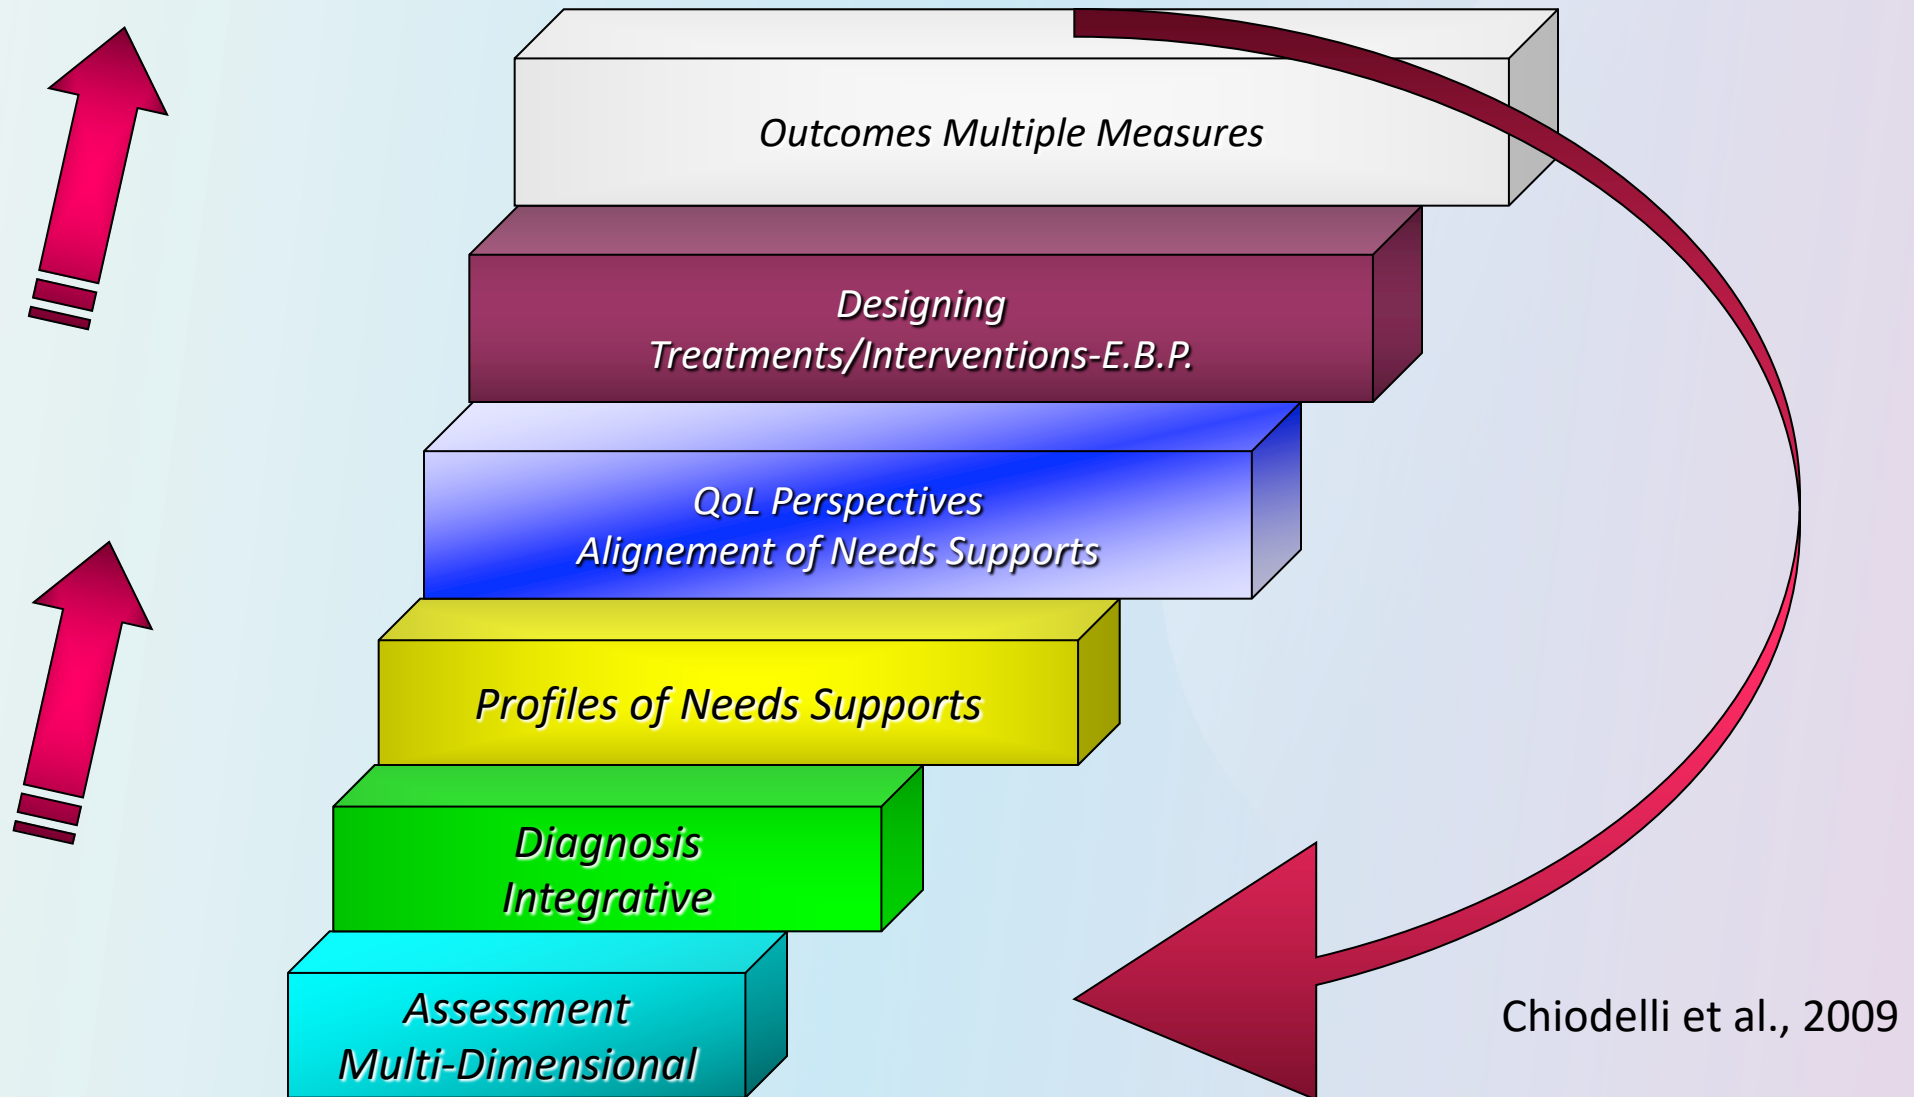 Outcomes Multiple Measures
Designing
Treatments/Interventions-E.B.P.
QoL Perspectives
Alignement of Needs Supports
Profiles of Needs Supports
Diagnosis
Integrative
Assessment
Multi-Dimensional
Chiodelli et al., 2009